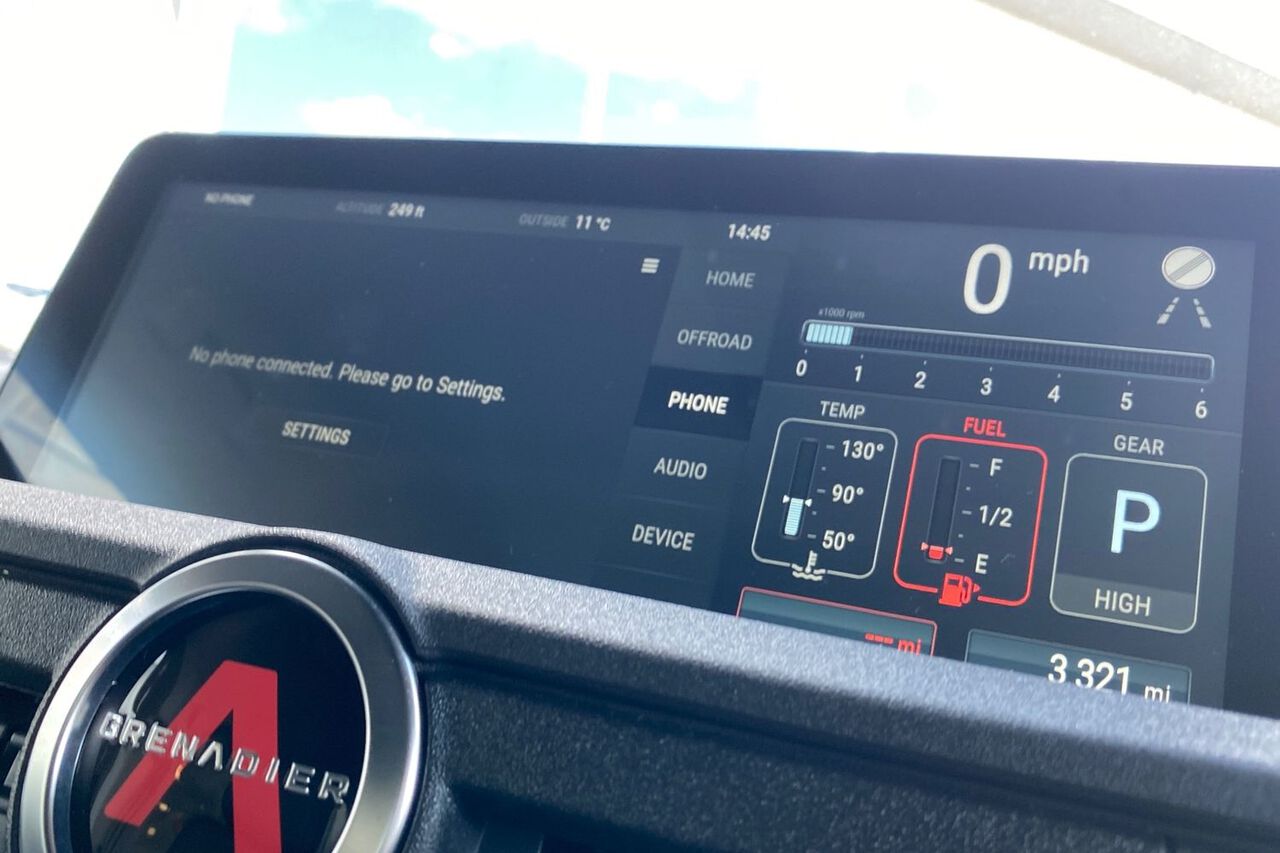 NO PHONE ALTITUDE 249 ft OUTSIDE 11 °C 14:45
No phone connected. Please go to Settings.
SETTINGS
HOME
OFFROAD
PHONE
AUDIO
DEVICE
0 mph
x1000 rpm
0 1 2 3 4 5 6
TEMP
130°
90°
50°
FUEL
F
1/2
E
GEAR
P
HIGH
--- mi
3,321 mi
GRENADIER